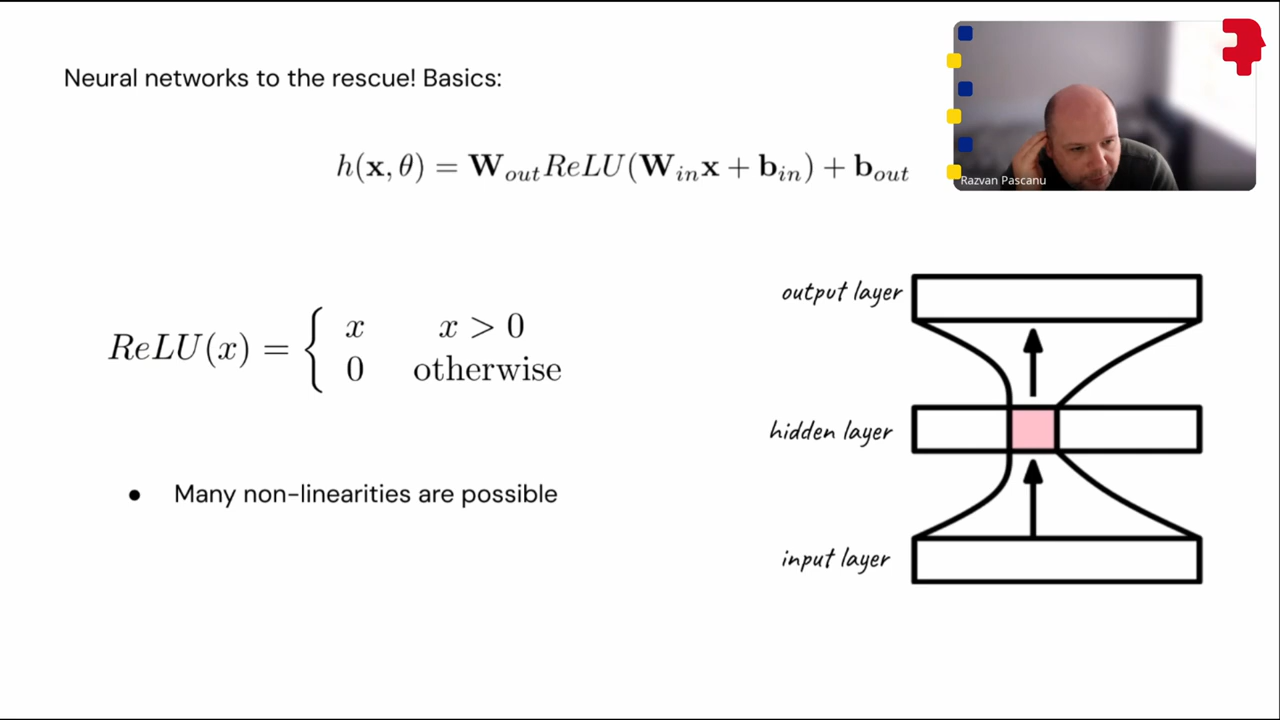 Neural networks to the rescue! Basics:
h(x, θ) = W_out ReLU(W_in x + b_in) + b_out
Razvan Pascanu
output layer
ReLU(x) = { x x > 0
0 otherwise
hidden layer
● Many non-linearities are possible
input layer